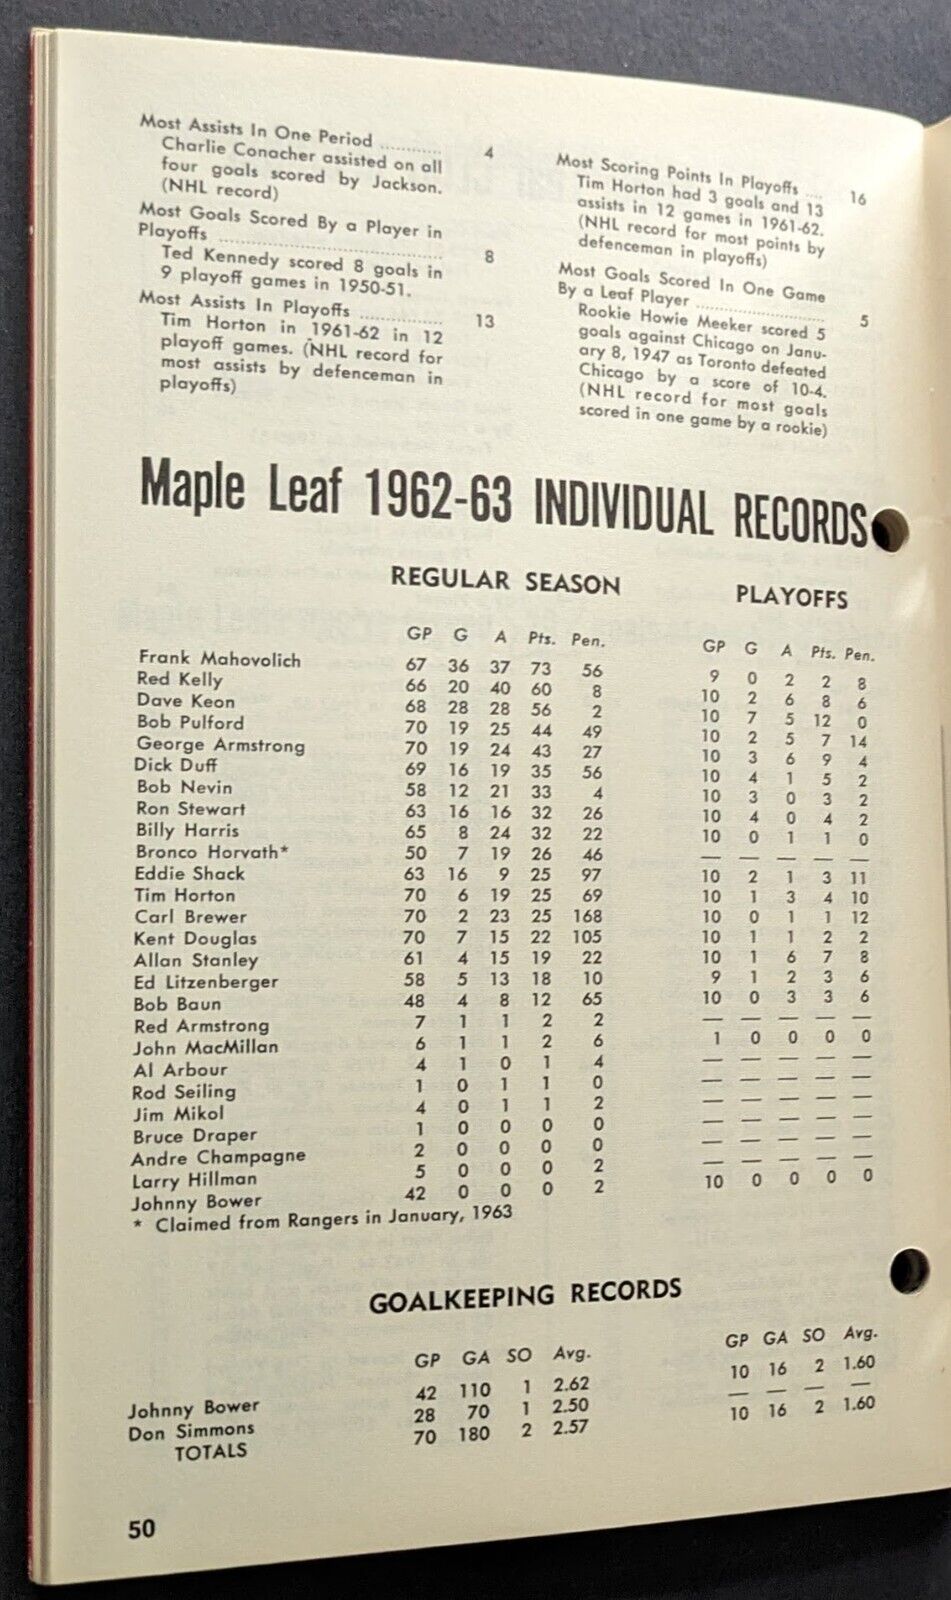 Most Assists In One Period ........... 4
Charlie Conacher assisted on all
four goals scored by Jackson.
(NHL record)
Most Goals Scored By a Player in
Playoffs ........................................ 8
Ted Kennedy scored 8 goals in
9 playoff games in 1950-51.
Most Assists In Playoffs ............... 13
Tim Horton in 1961-62 in 12
playoff games. (NHL record for
most assists by defenceman in
playoffs)
Most Scoring Points In Playoffs .... 16
Tim Horton had 3 goals and 13
assists in 12 games in 1961-62.
(NHL record for most points by
defenceman in playoffs)
Most Goals Scored In One Game
By a Leaf Player ........................ 5
Rookie Howie Meeker scored 5
goals against Chicago on Janu-
ary 8, 1947 as Toronto defeated
Chicago by a score of 10-4.
(NHL record for most goals
scored in one game by a rookie)
Maple Leaf 1962-63 INDIVIDUAL RECORDS
REGULAR SEASON PLAYOFFS
GP G A Pts. Pen. GP G A Pts. Pen.
Frank Mahovolich 67 36 37 73 56 9 0 2 2 8
Red Kelly 66 20 40 60 8 10 2 6 8 6
Dave Keon 68 28 28 56 2 10 7 5 12 0
Bob Pulford 70 19 25 44 49 10 2 5 7 14
George Armstrong 70 19 24 43 27 10 3 6 9 4
Dick Duff 69 16 19 35 56 10 4 1 5 2
Bob Nevin 58 12 21 33 4 10 3 0 3 2
Ron Stewart 63 16 16 32 26 10 4 0 4 2
Billy Harris 65 8 24 32 22 10 0 1 1 0
Bronco Horvath* 50 7 19 26 46 — — — — —
Eddie Shack 63 16 9 25 97 10 2 1 3 11
Tim Horton 70 6 19 25 69 10 1 3 4 10
Carl Brewer 70 2 23 25 168 10 0 1 1 12
Kent Douglas 70 7 15 22 105 10 1 1 2 2
Allan Stanley 61 4 15 19 22 10 1 6 7 8
Ed Litzenberger 58 5 13 18 10 9 1 2 3 6
Bob Baun 48 4 8 12 65 10 0 3 3 6
Red Armstrong 7 1 1 2 2 — — — — —
John MacMillan 6 1 1 2 6 1 0 0 0 0
Al Arbour 4 1 0 1 4 — — — — —
Rod Seiling 1 0 1 1 0 — — — — —
Jim Mikol 4 0 1 1 2 — — — — —
Bruce Draper 1 0 0 0 0 — — — — —
Andre Champagne 2 0 0 0 0 — — — — —
Larry Hillman 5 0 0 0 2 — — — — —
Johnny Bower 42 0 0 0 2 10 0 0 0 0
* Claimed from Rangers in January, 1963
GOALKEEPING RECORDS
GP GA SO Avg. GP GA SO Avg.
Johnny Bower 42 110 1 2.62 10 16 2 1.60
Don Simmons 28 70 1 2.50 — — — —
TOTALS 70 180 2 2.57 10 16 2 1.60
50